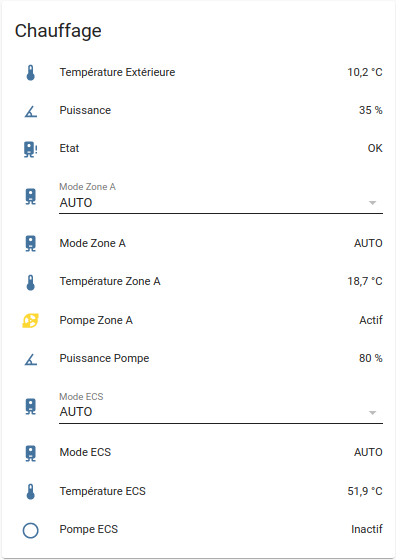 Chauffage
Température Extérieure 10,2 °C
Puissance 35 %
Etat OK
Mode Zone A
AUTO
Mode Zone A AUTO
Température Zone A 18,7 °C
Pompe Zone A Actif
Puissance Pompe 80 %
Mode ECS
AUTO
Mode ECS AUTO
Température ECS 51,9 °C
Pompe ECS Inactif